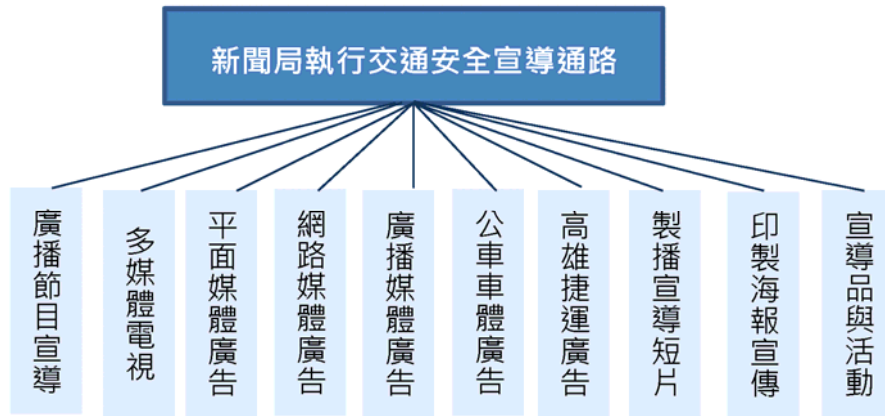 新聞局執行交通安全宣導通路
廣播節目宣導
多媒體電視
平面媒體廣告
網路媒體廣告
廣播媒體廣告
公車車體廣告
高雄捷運廣告
製播宣導短片
印製海報宣傳
宣導品與活動